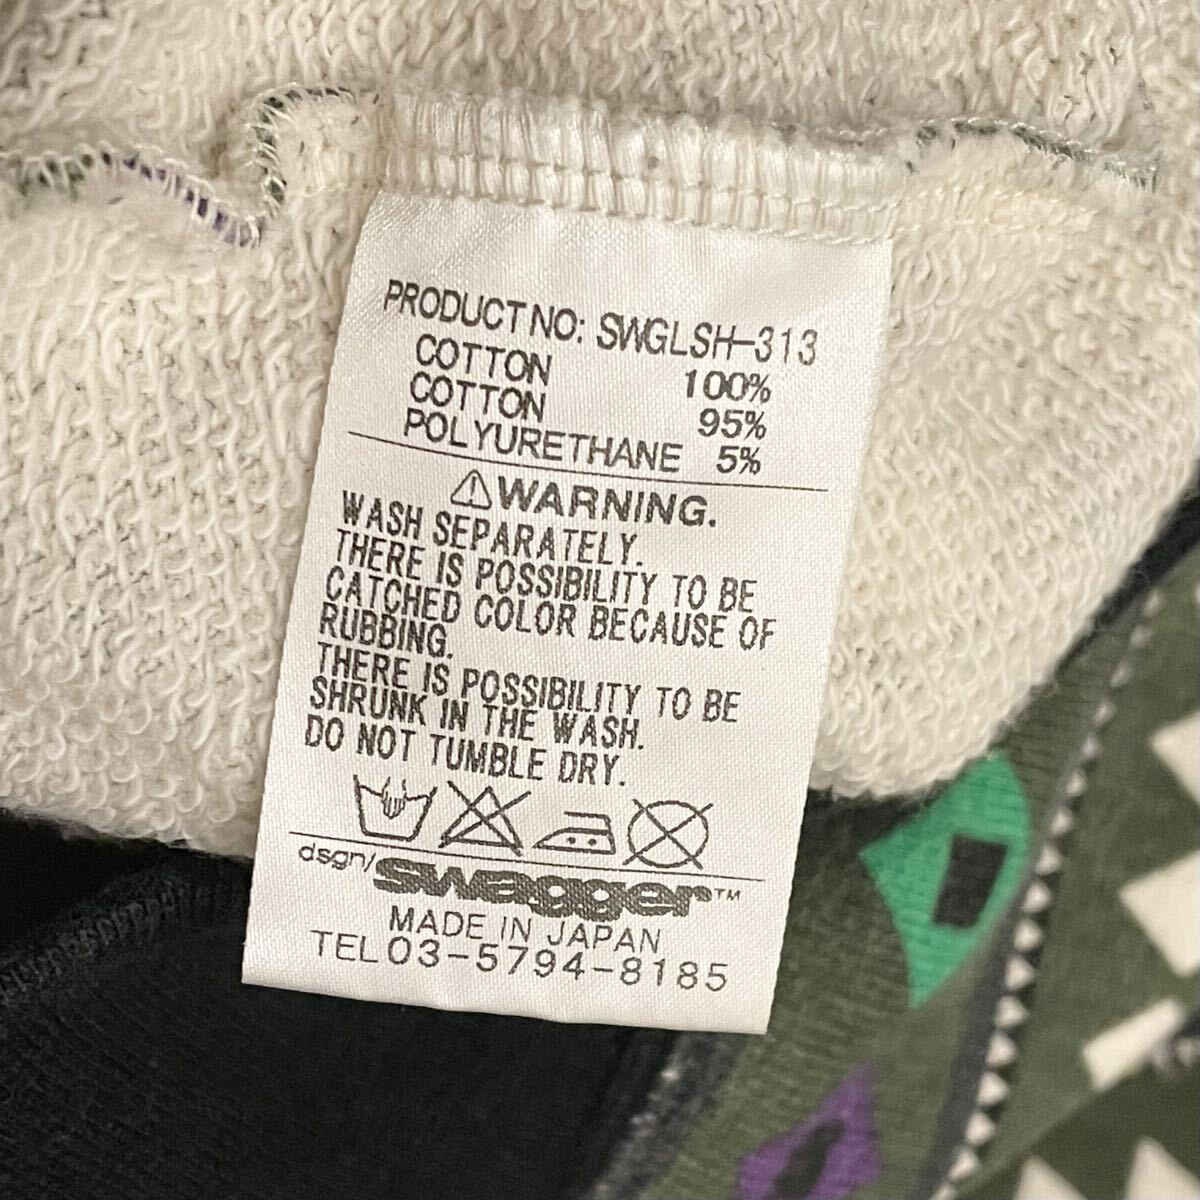 PRODUCT NO: SWGLSH-313
COTTON 100%
COTTON 95%
POLYURETHANE 5%
WARNING.
WASH SEPARATELY.
THERE IS POSSIBILITY TO BE
CATCHED COLOR BECAUSE OF
RUBBING.
THERE IS POSSIBILITY TO BE
SHRUNK IN THE WASH.
DO NOT TUMBLE DRY.
dsgn/swagger™
MADE IN JAPAN
TEL 03-5794-8185